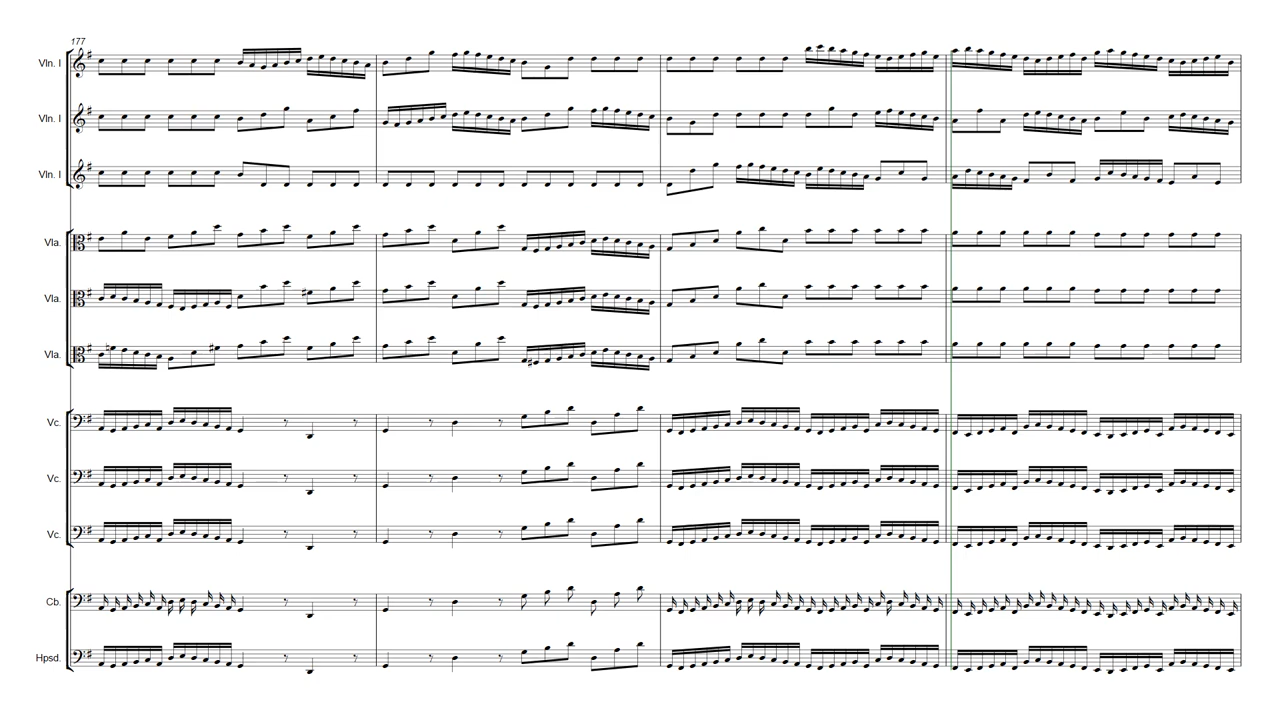 177
Vln. I
Vln. I
Vln. I
Vla.
Vla.
Vla.
Vc.
Vc.
Vc.
Cb.
Hpsd.